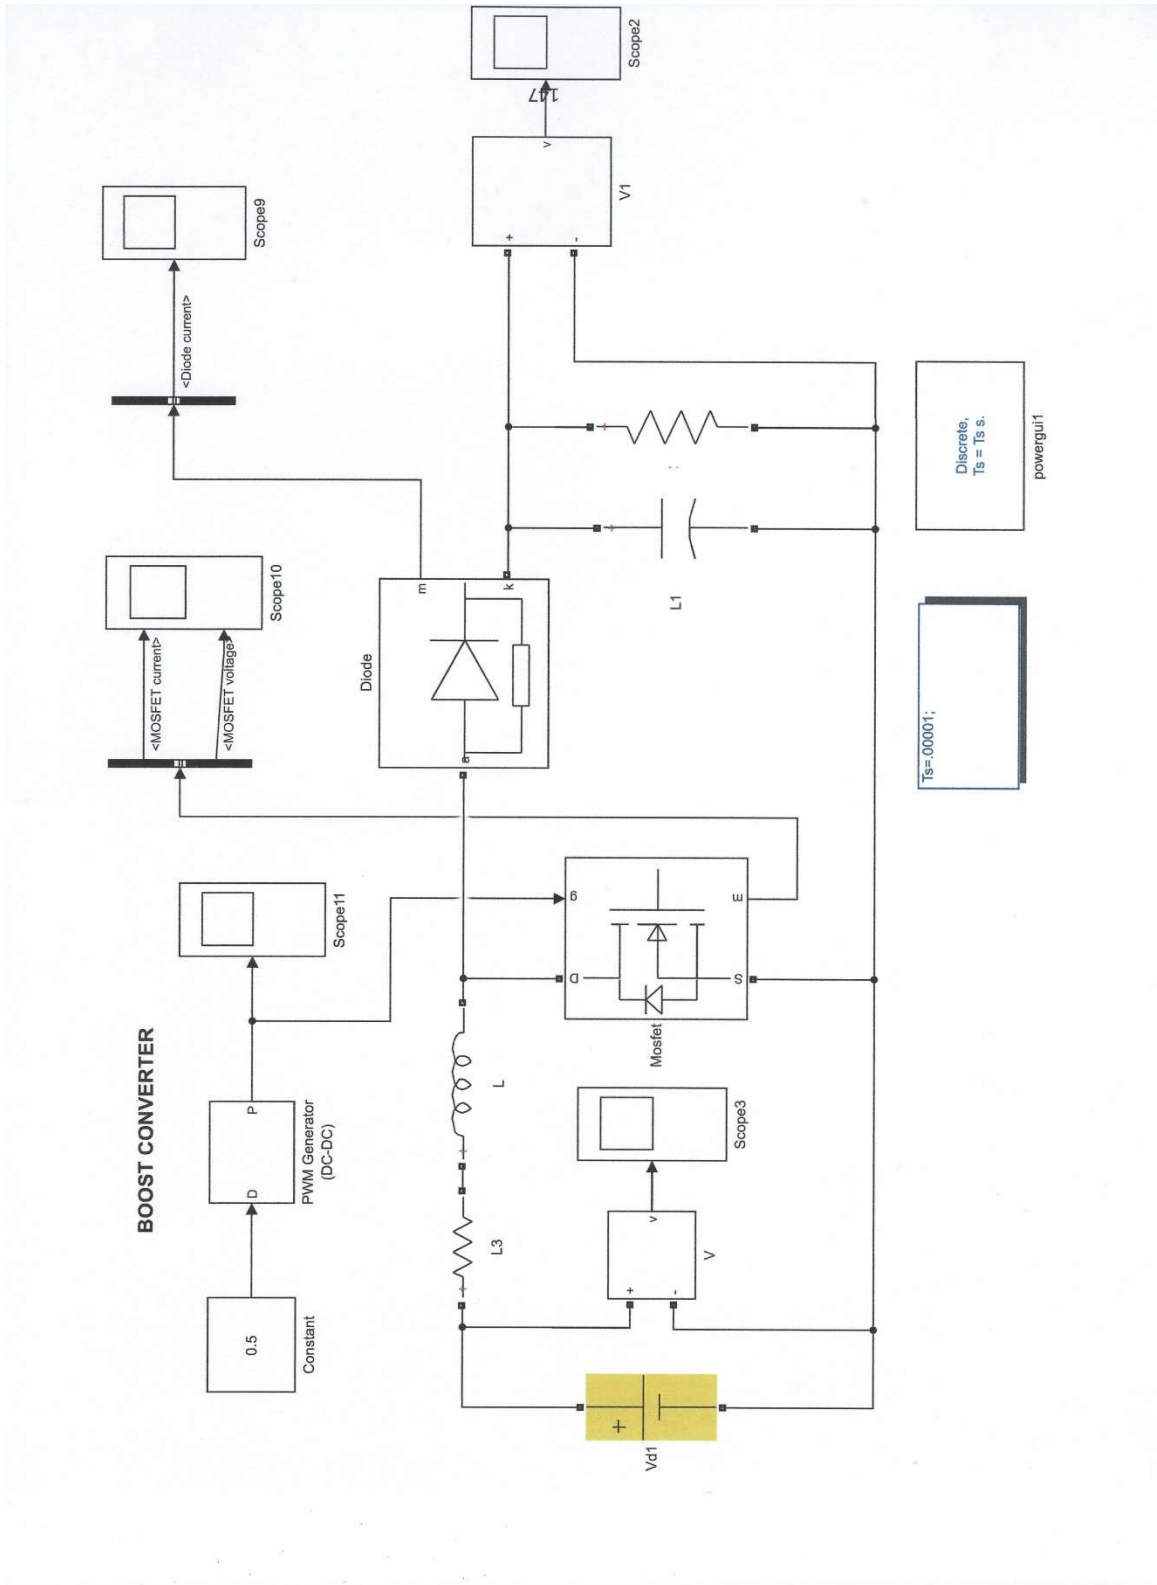 BOOST CONVERTER
0.5
Constant
D
P
PWM Generator
(DC-DC)
Scope11
<MOSFET current>
<MOSFET voltage>
Scope10
<Diode current>
Scope9
Vd1
+
L3
L
+
-
v
V
Scope3
Mosfet
g
D
S
m
Diode
a
m
k
L1
+
-
v
V1
147
Scope2
Ts=.00001;
Discrete,
Ts = Ts s.
powergui1